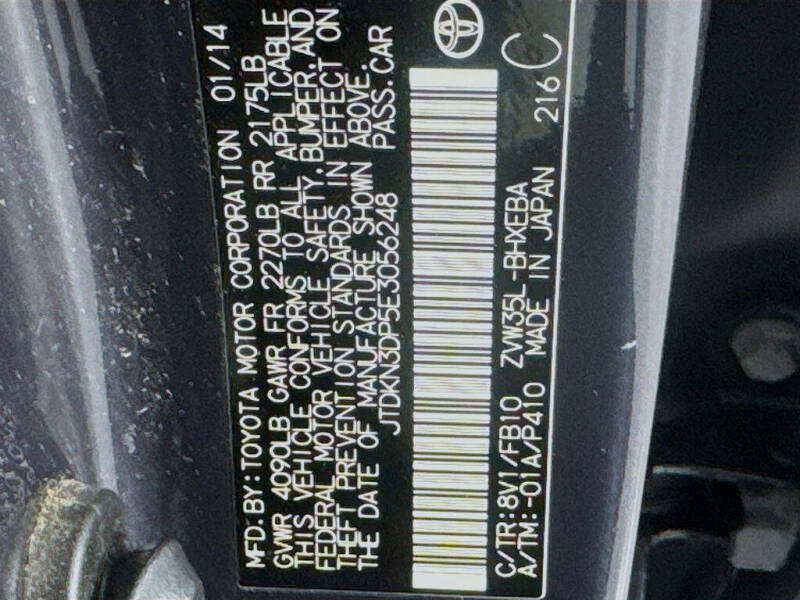 MFD.BY:TOYOTA MOTOR CORPORATION 01/14
GVWR 4090LB GAWR FR 2270LB RR 2175LB
THIS VEHICLE CONFORMS TO ALL APPLICABLE
FEDERAL MOTOR VEHICLE SAFETY,BUMPER,AND
THEFT PREVENTION STANDARDS IN EFFECT ON
THE DATE OF MANUFACTURE SHOWN ABOVE.
JTDKN3DP5E3056248 PASS.CAR
C/TR:8V1/FB10 ZVW35L-BHXEBA
A/TM:-01A/P410 MADE IN JAPAN 216 C